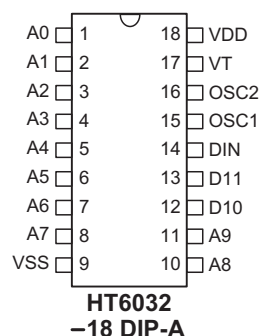 A0 1 18 VDD
A1 2 17 VT
A2 3 16 OSC2
A3 4 15 OSC1
A4 5 14 DIN
A5 6 13 D11
A6 7 12 D10
A7 8 11 A9
VSS 9 10 A8
HT6032
–18 DIP-A